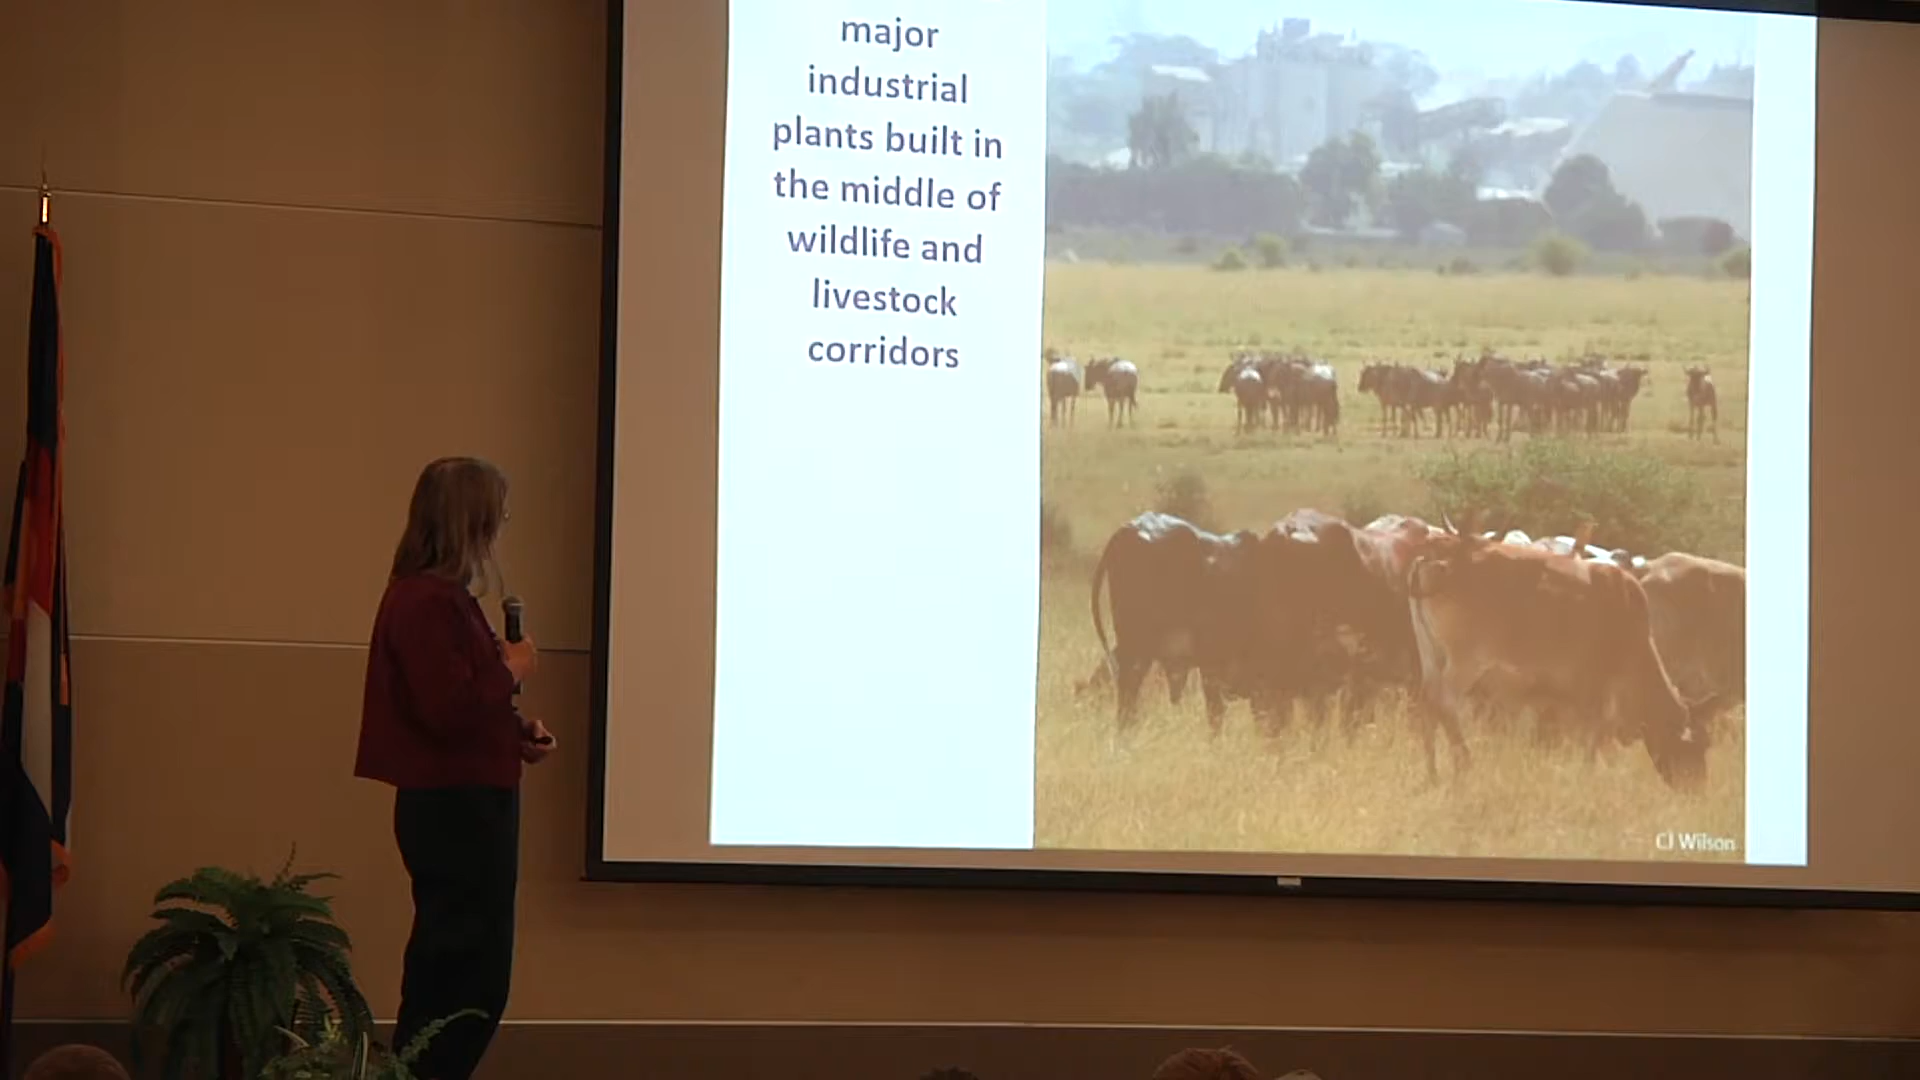 major
industrial
plants built in
the middle of
wildlife and
livestock
corridors
CJ Wilson